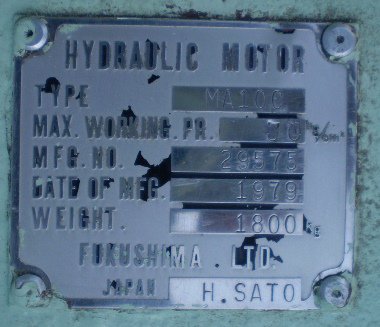 HYDRAULIC MOTOR
TYPE MA100
MAX. WORKING. PR.
MFG. NO. 29575
DATE OF MFG. 1979
WEIGHT. 1800 KG
FUKUSHIMA. LTD.
JAPAN H. SATO